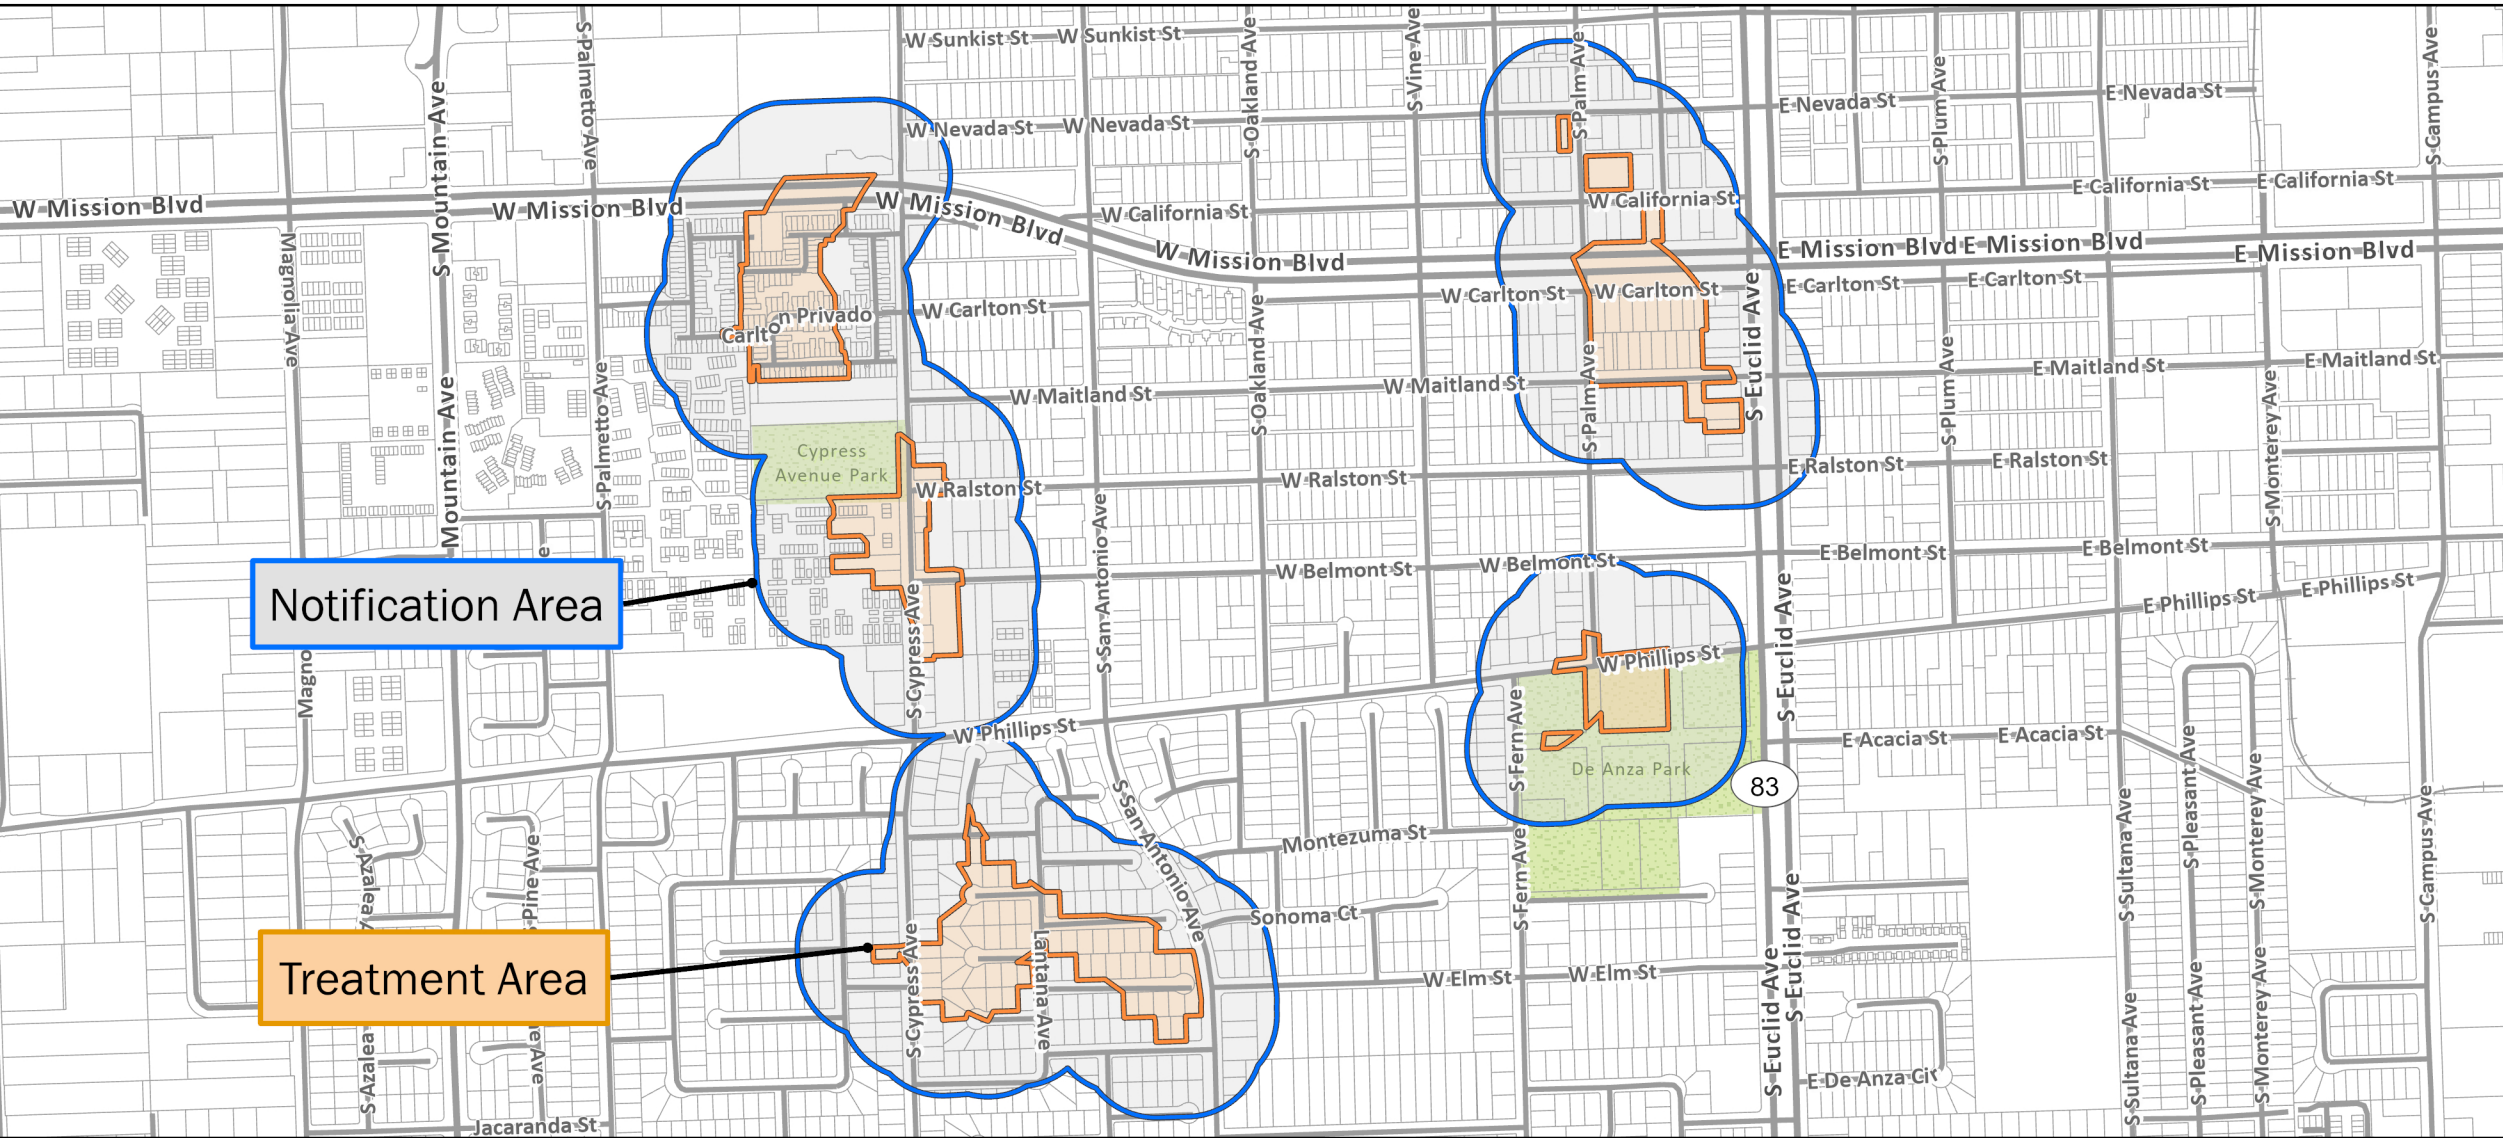 W Sunkist St
W Sunkist St
S Palmetto Ave
S Mountain Ave
S Oakland Ave
S Vine Ave
S Palm Ave
S Plum Ave
S Campus Ave
E Nevada St
E Nevada St
W Nevada St
W Nevada St
W Mission Blvd
W Mission Blvd
W Mission Blvd
W Mission Blvd
W California St
W California St
E California St
E California St
E Mission Blvd
E Mission Blvd
E Mission Blvd
Magnolia Ave
Carlton Privado
W Carlton St
W Carlton St
W Carlton St
E Carlton St
E Carlton St
S Oakland Ave
S Palm Ave
S Euclid Ave
S Plum Ave
S Monterey Ave
Mountain Ave
S Palmetto Ave
W Maitland St
W Maitland St
E Maitland St
E Maitland St
Cypress
Avenue Park
W Ralston St
W Ralston St
E Ralston St
E Ralston St
S San Antonio Ave
W Belmont St
W Belmont St
E Belmont St
E Belmont St
Notification Area
e
Magno
S Cypress Ave
S Euclid Ave
E Phillips St
E Phillips St
W Phillips St
W Phillips St
S Fern Ave
De Anza Park
83
E Acacia St
E Acacia St
S San Antonio Ave
Montezuma St
S Fern Ave
S Azalea A
S Pine Ave
S Sultana Ave
S Pleasant Ave
S Monterey Ave
S Campus Ave
Sonoma Ct
Treatment Area
S Cypress Ave
Lantana Ave
W Elm St
W Elm St
S Euclid Ave
S Euclid Ave
S Azalea
ne Ave
E De Anza Cir
S Sultana Ave
S Pleasant Ave
S Monterey Ave
Jacaranda St